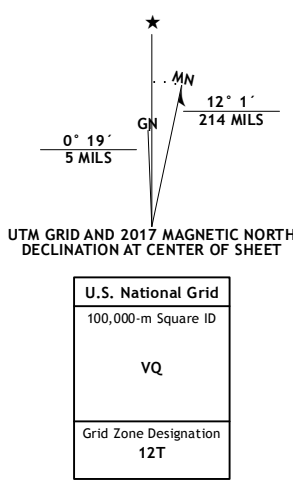 ★
MN
GN
12° 1´
214 MILS
0° 19´
5 MILS
UTM GRID AND 2017 MAGNETIC NORTH
DECLINATION AT CENTER OF SHEET
U.S. National Grid
100,000-m Square ID
VQ
Grid Zone Designation
12T